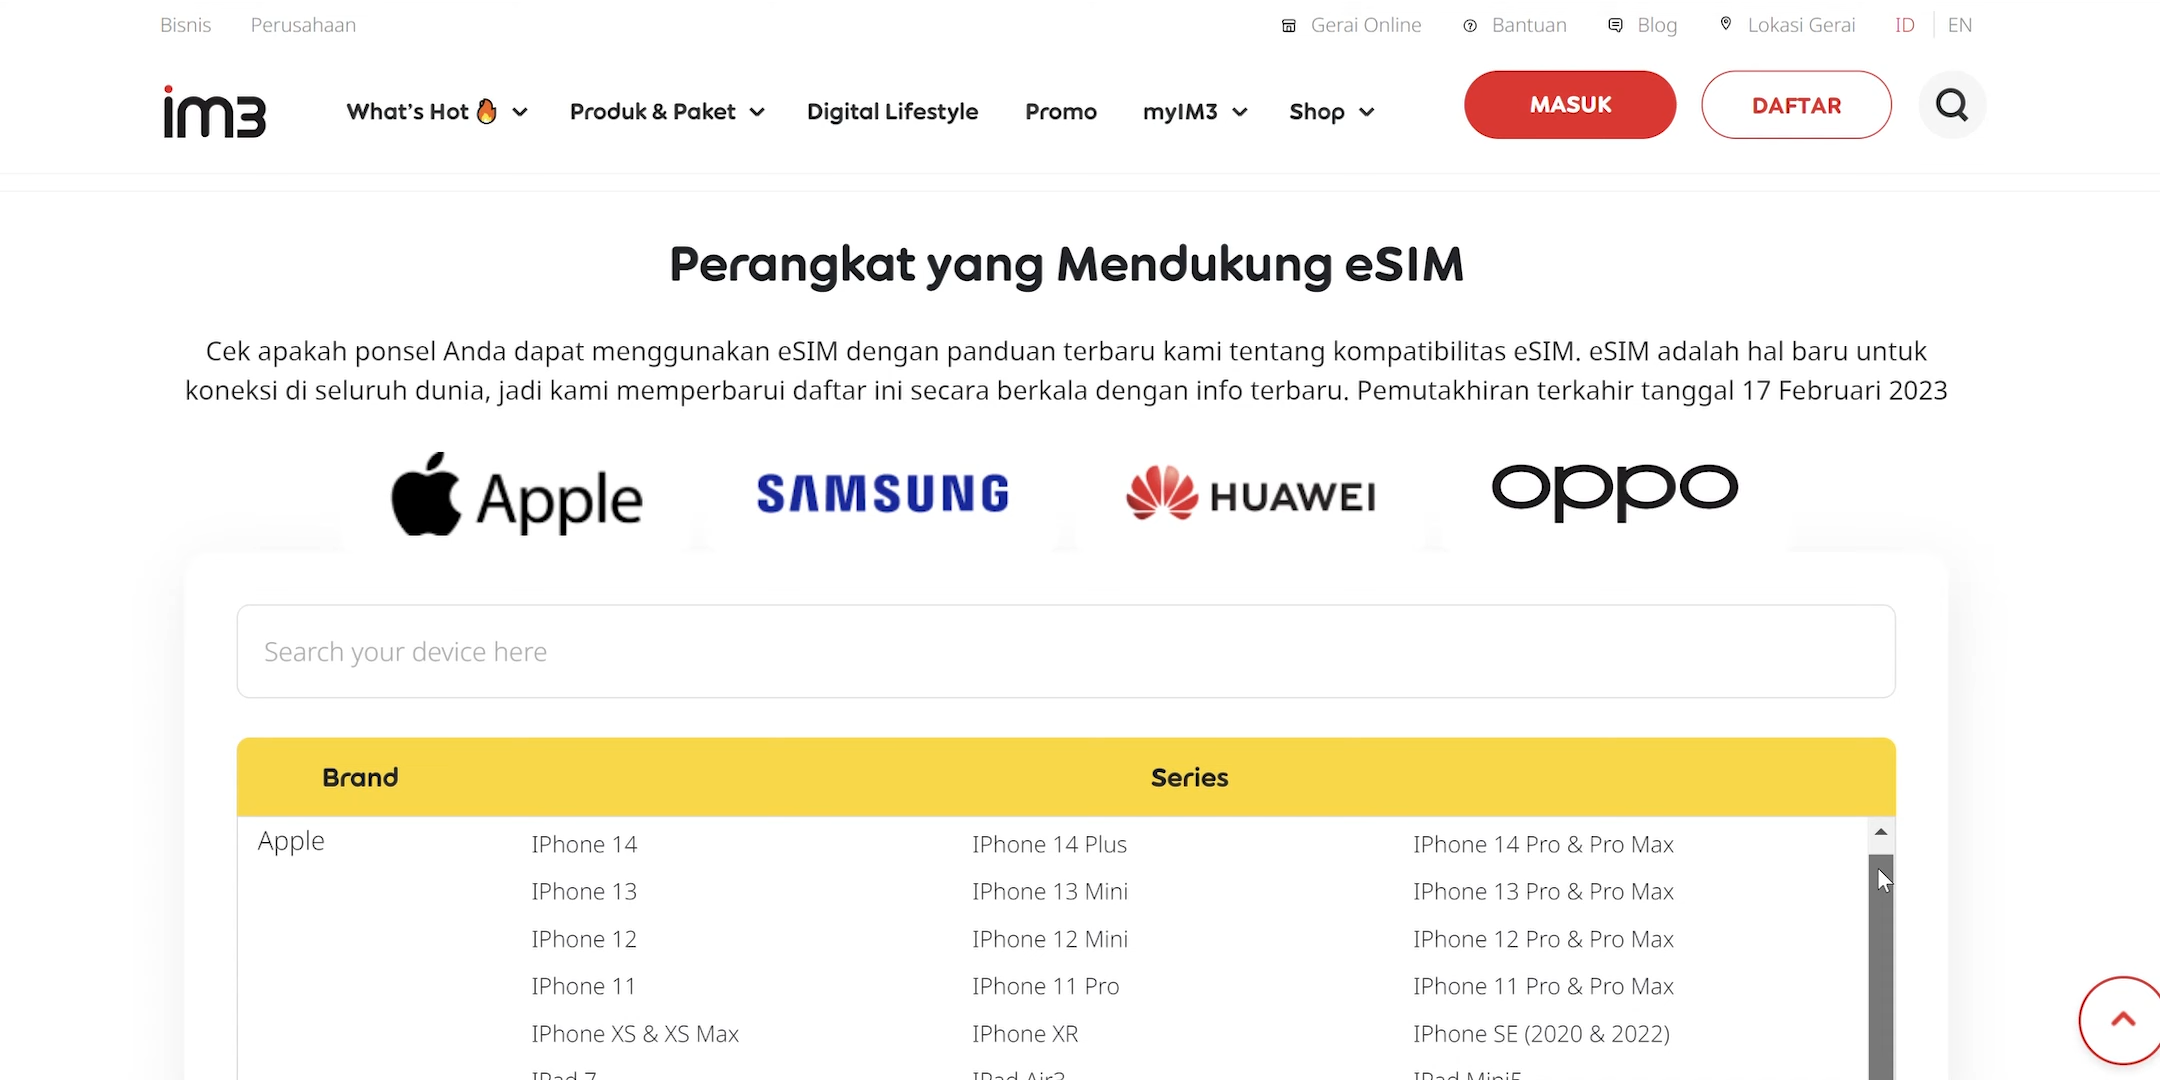 Bisnis Perusahaan Gerai Online Bantuan Blog Lokasi Gerai ID EN
im3 What's Hot Produk & Paket Digital Lifestyle Promo myIM3 Shop MASUK DAFTAR
Perangkat yang Mendukung eSIM
Cek apakah ponsel Anda dapat menggunakan eSIM dengan panduan terbaru kami tentang kompatibilitas eSIM. eSIM adalah hal baru untuk
koneksi di seluruh dunia, jadi kami memperbarui daftar ini secara berkala dengan info terbaru. Pemutakhiran terkahir tanggal 17 Februari 2023
Apple SAMSUNG HUAWEI oppo
Search your device here
Brand Series
Apple IPhone 14 IPhone 14 Plus IPhone 14 Pro & Pro Max
IPhone 13 IPhone 13 Mini IPhone 13 Pro & Pro Max
IPhone 12 IPhone 12 Mini IPhone 12 Pro & Pro Max
IPhone 11 IPhone 11 Pro IPhone 11 Pro & Pro Max
IPhone XS & XS Max IPhone XR IPhone SE (2020 & 2022)
IPad 7 IPad Air3 IPad Mini5